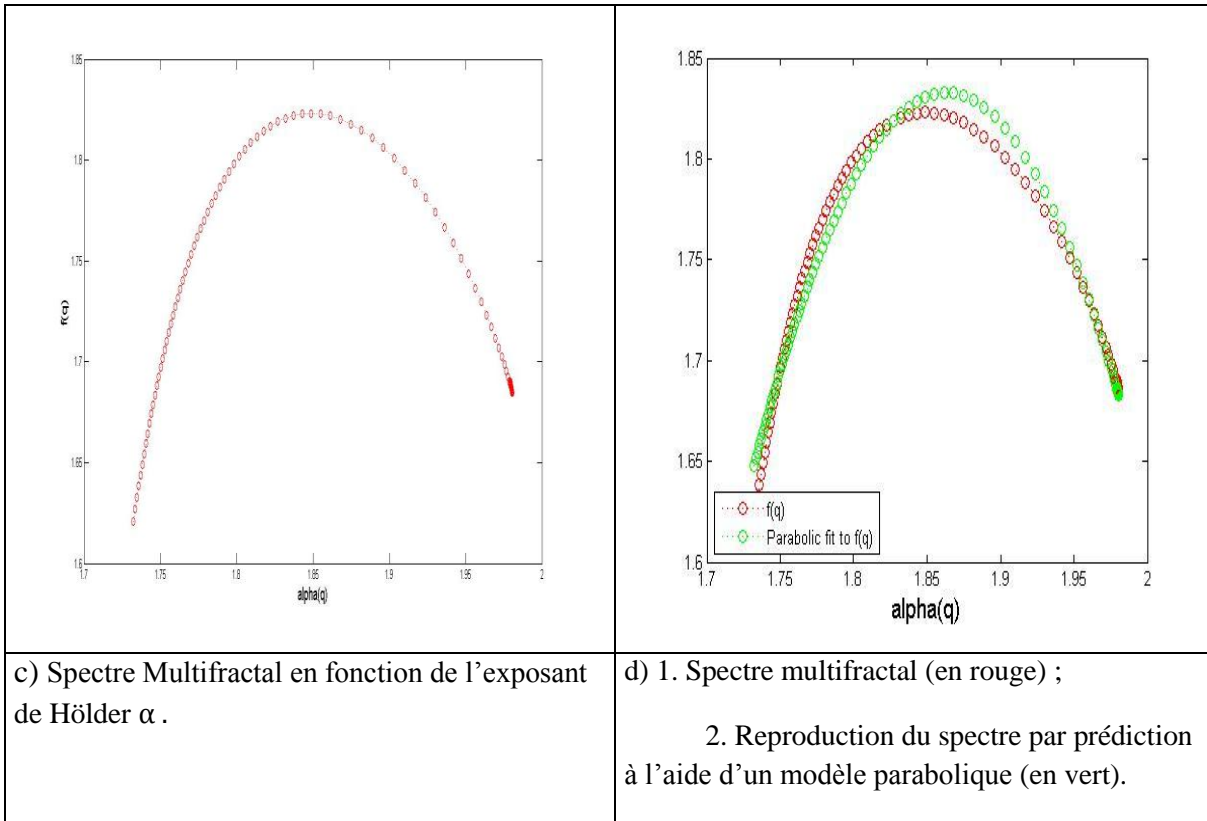 1.85
1.8
1.75
1.7
1.65
1.6
f(q)
1.7 1.75 1.8 1.85 1.9 1.95 2
alpha(q)
1.85
1.8
1.75
1.7
1.65
1.6
f(q)
Parabolic fit to f(q)
1.7 1.75 1.8 1.85 1.9 1.95 2
alpha(q)
c) Spectre Multifractal en fonction de l’exposant
de Hölder α .
d) 1. Spectre multifractal (en rouge) ;
2. Reproduction du spectre par prédiction
à l’aide d’un modèle parabolique (en vert).